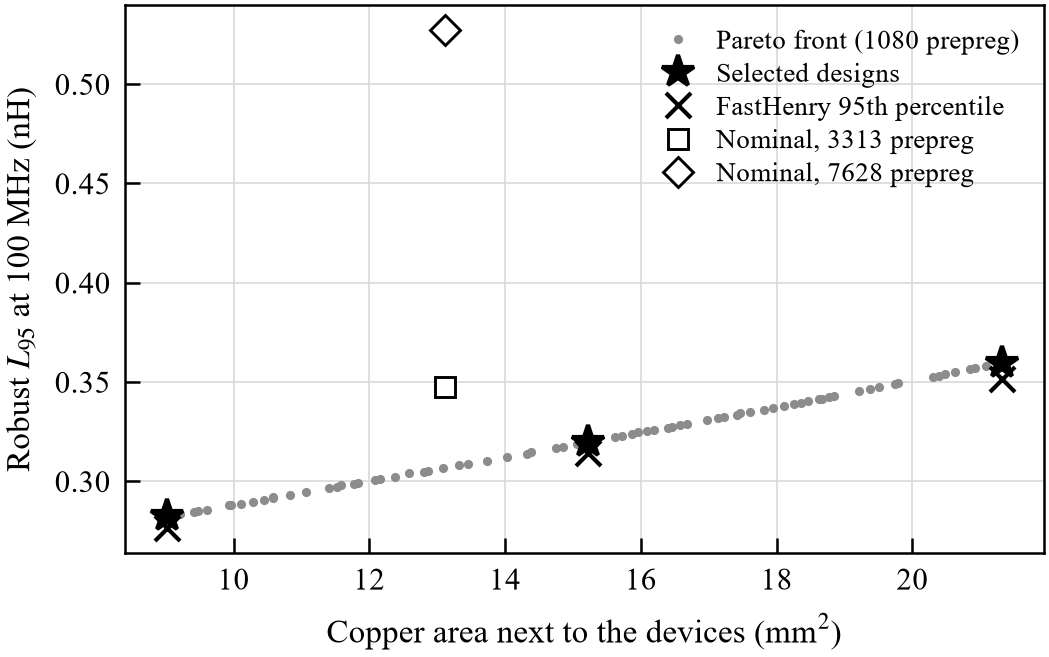 Pareto front (1080 prepreg)
Selected designs
FastHenry 95th percentile
Nominal, 3313 prepreg
Nominal, 7628 prepreg
Robust L95 at 100 MHz (nH)
0.50
0.45
0.40
0.35
0.30
10 12 14 16 18 20
Copper area next to the devices (mm²)